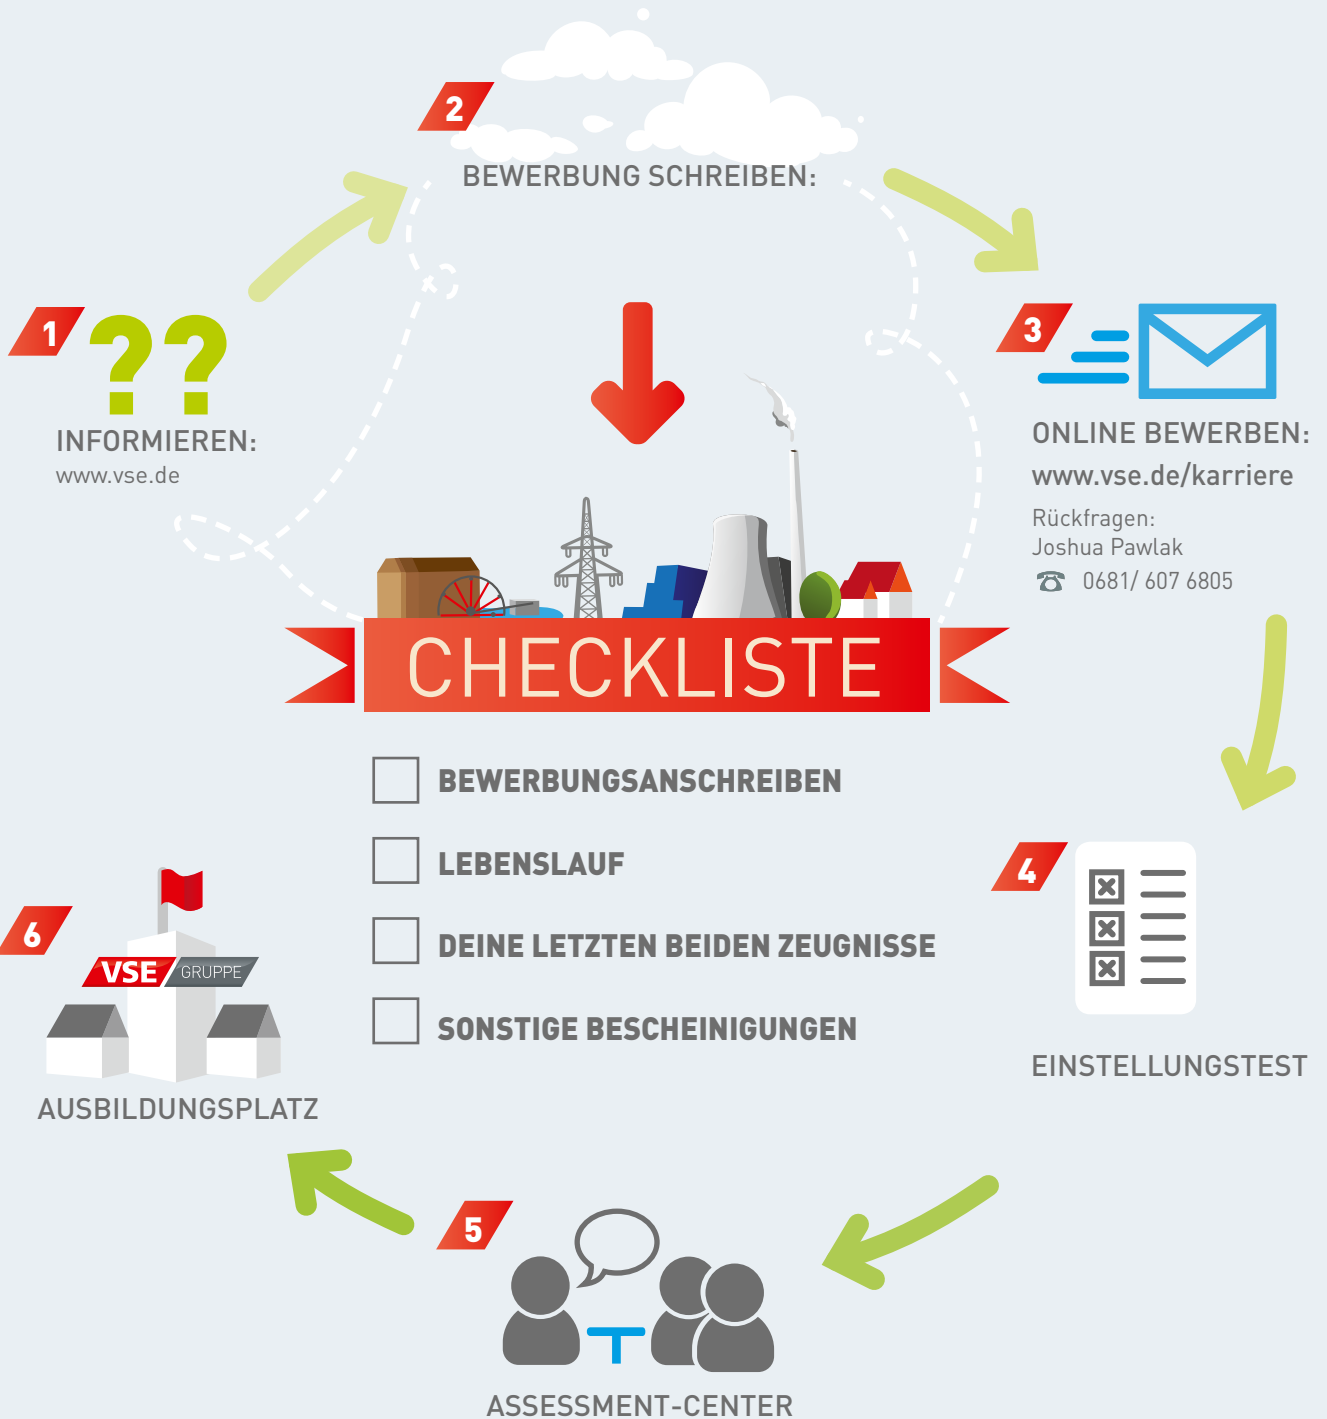 1
INFORMIEREN:
www.vse.de
2
BEWERBUNG SCHREIBEN:
CHECKLISTE
BEWERBUNGSANSCHREIBEN
LEBENSLAUF
DEINE LETZTEN BEIDEN ZEUGNISSE
SONSTIGE BESCHEINIGUNGEN
3
ONLINE BEWERBEN:
www.vse.de/karriere
Rückfragen:
Joshua Pawlak
☎ 0681/ 607 6805
4
EINSTELLUNGSTEST
5
ASSESSMENT-CENTER
6
VSE GRUPPE
AUSBILDUNGSPLATZ